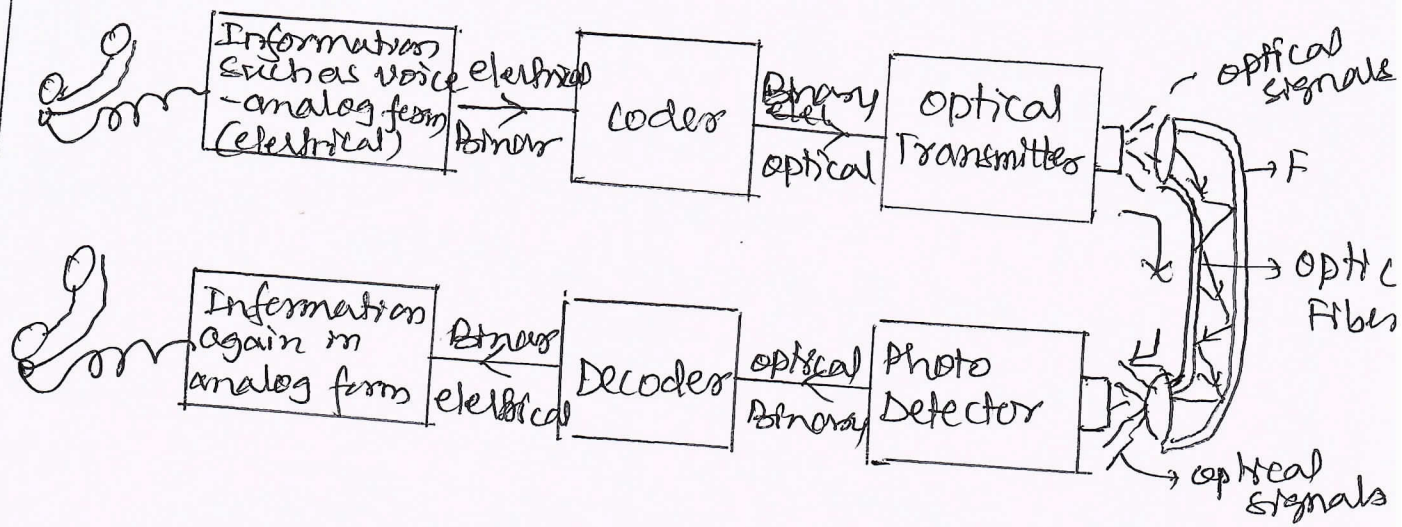 Information
such as voice
-analog form
(electrical)
electrical
Binary
coder
Binary
elec
optical
optical
Transmitter
optical
signals
F
optic
Fiber
Information
again in
analog form
Binary
electrical
Decoder
optical
Binary
Photo
Detector
optical
signals